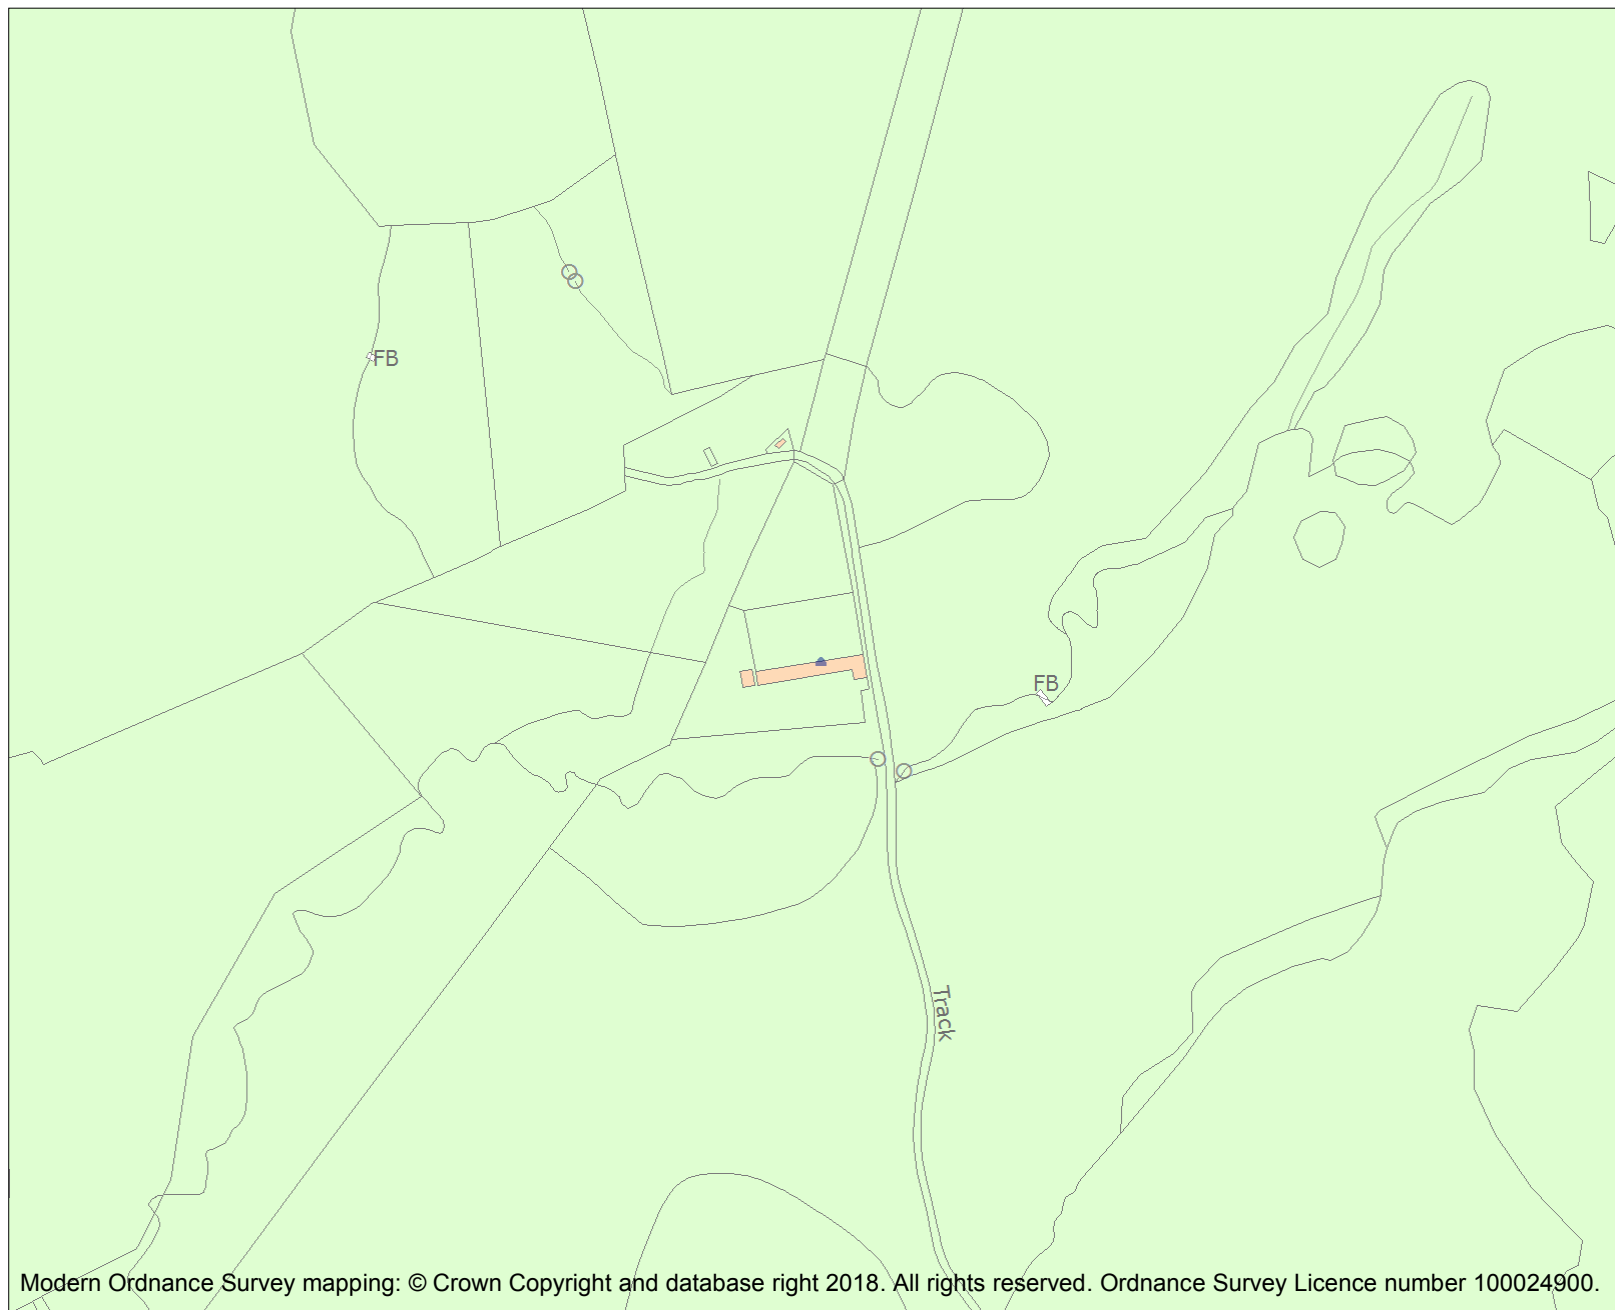 FB
FB
Track
Modern Ordnance Survey mapping: © Crown Copyright and database right 2018. All rights reserved. Ordnance Survey Licence number 100024900.